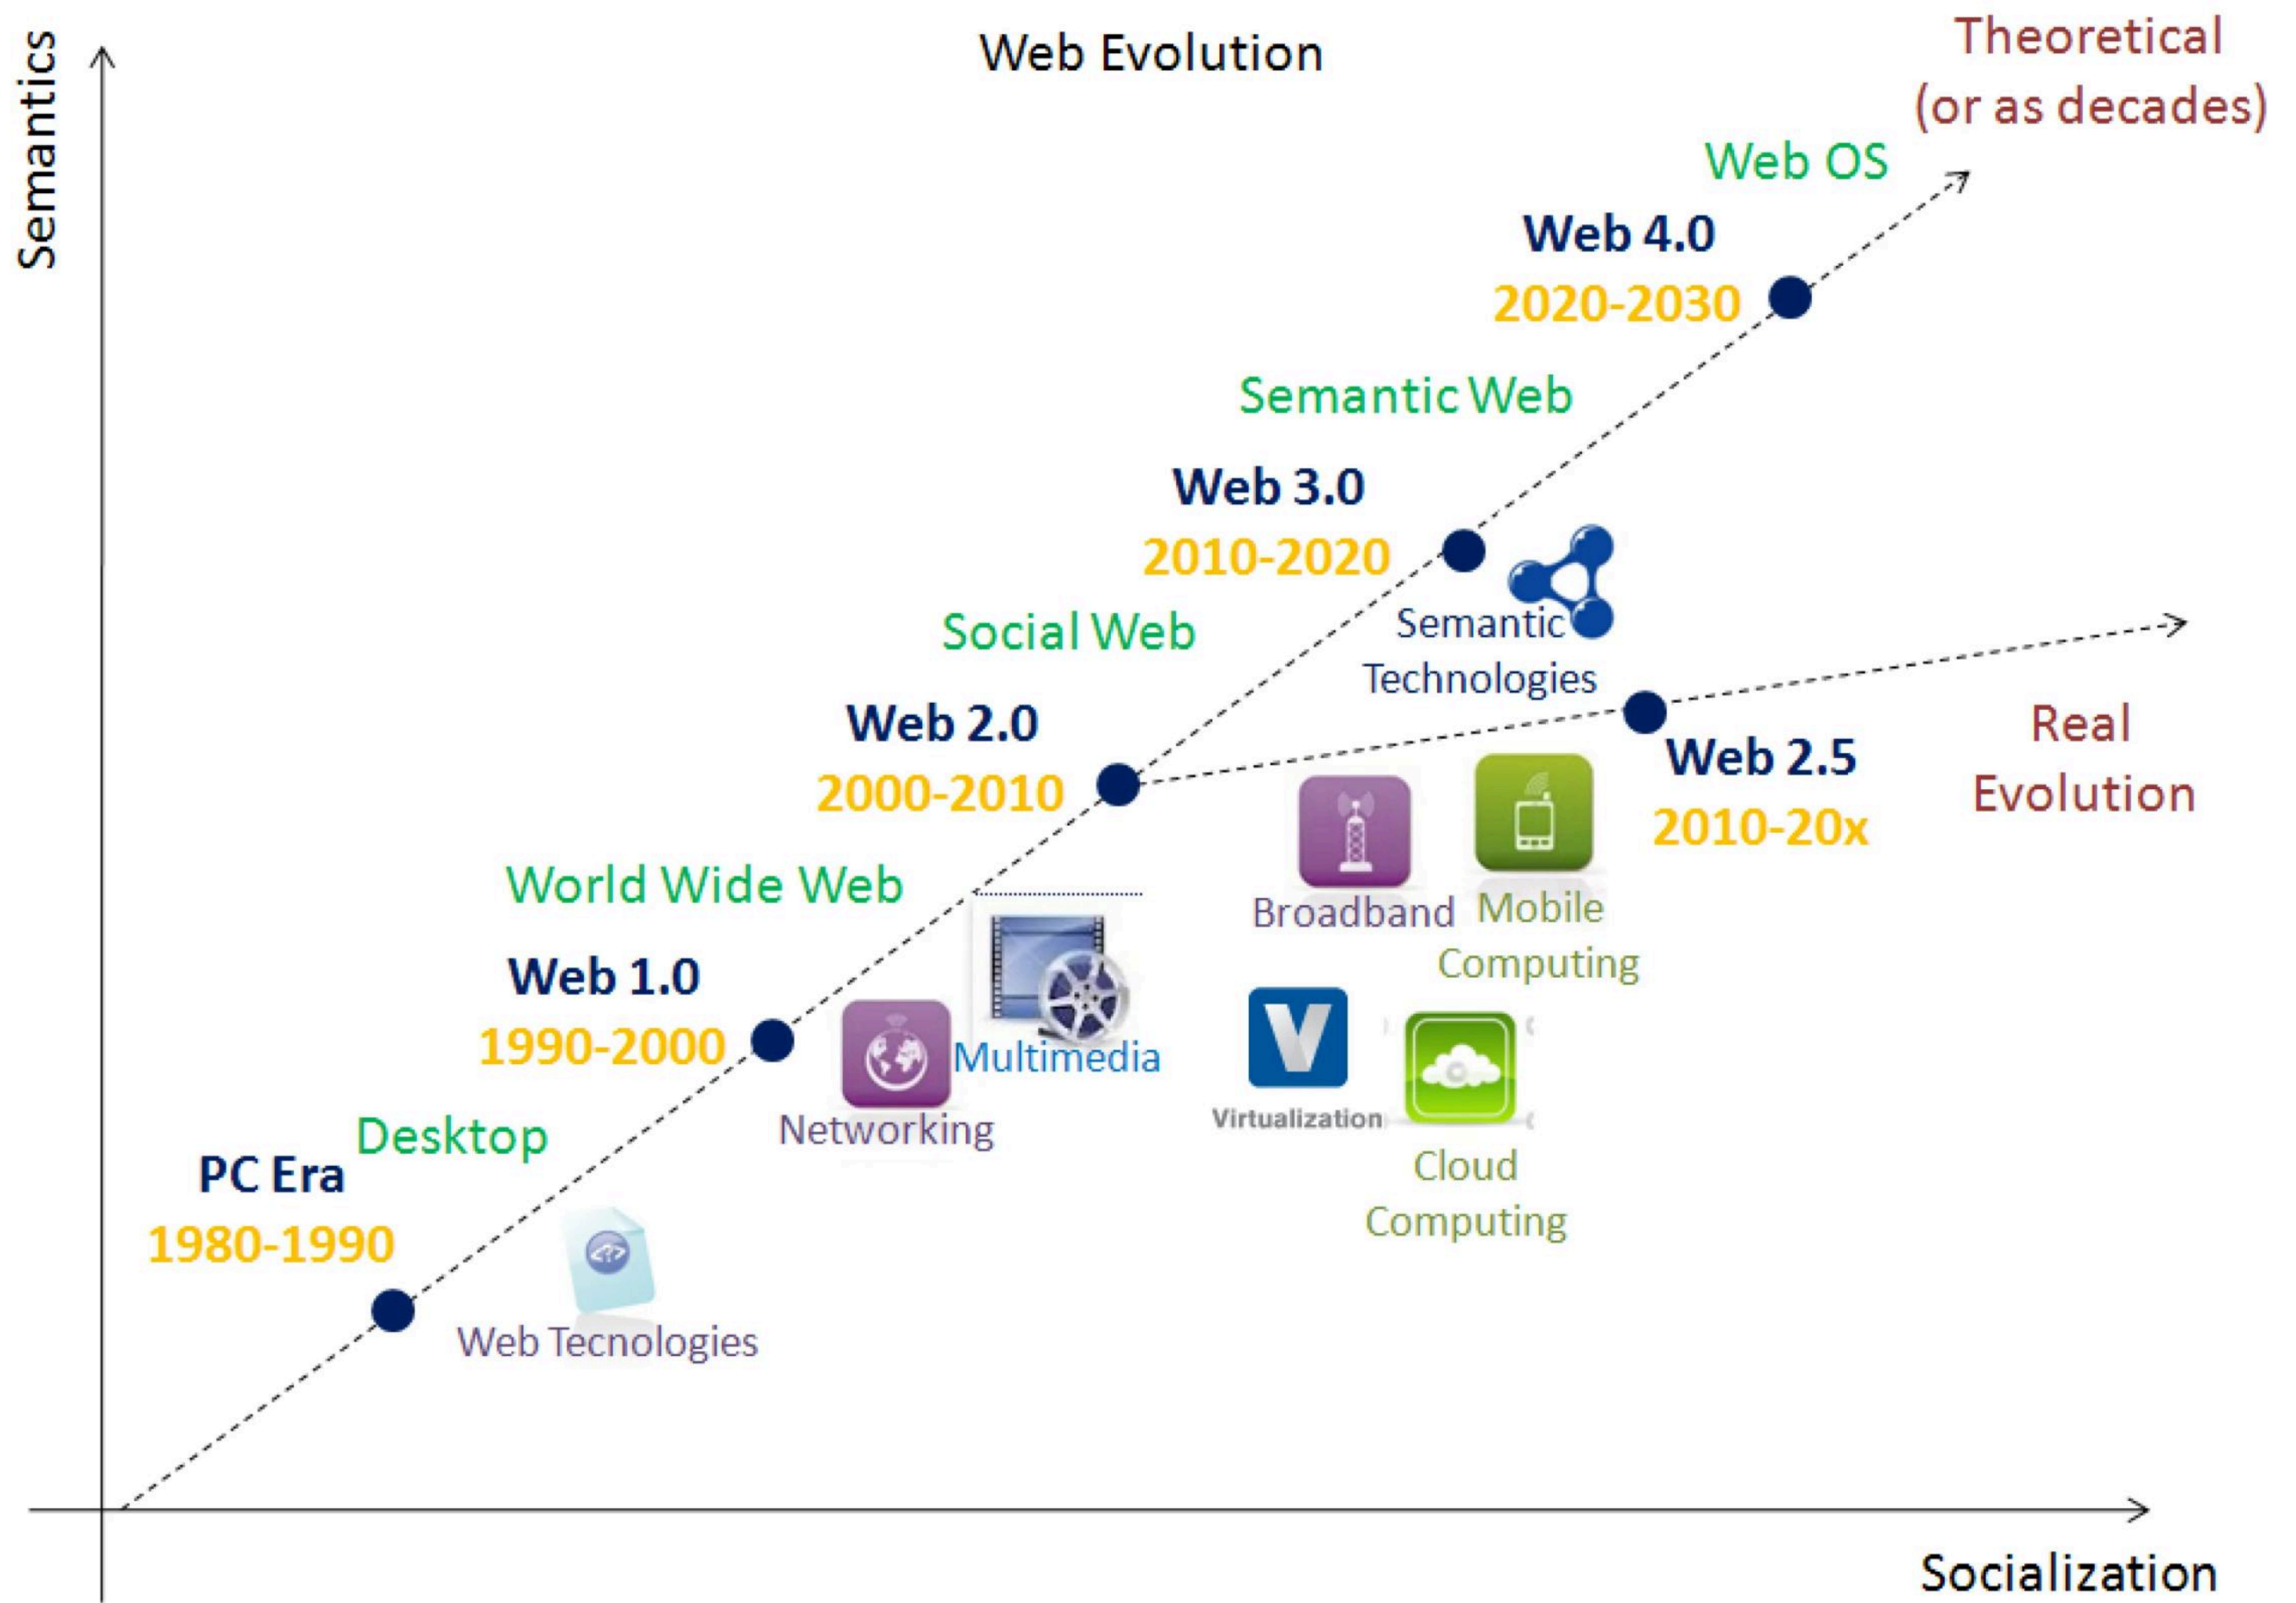 Web Evolution
Semantics
Theoretical
(or as decades)
Web OS
Web 4.0
2020-2030
Semantic Web
Web 3.0
2010-2020
Semantic
Technologies
Social Web
Web 2.0
2000-2010
Real
Evolution
Web 2.5
2010-20x
Broadband
Mobile
Computing
World Wide Web
Web 1.0
1990-2000
Networking
Multimedia
V
Virtualization
Cloud
Computing
Desktop
PC Era
1980-1990
Web Tecnologies
Socialization